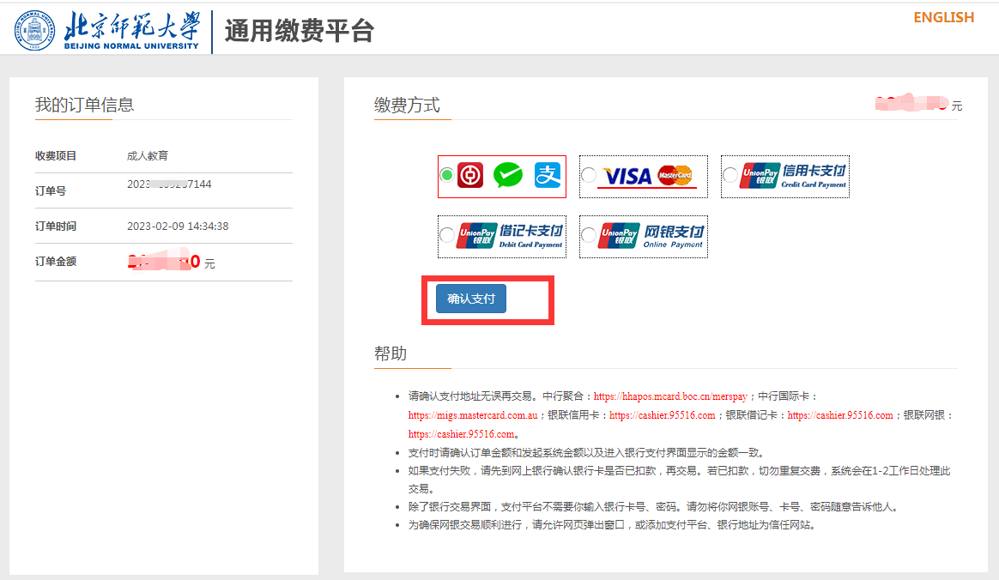 北京师范大学
BEIJING NORMAL UNIVERSITY
通用缴费平台
ENGLISH
我的订单信息
收费项目 成人教育
订单号 2023 7144
订单时间 2023-02-09 14:34:38
订单金额 元
缴费方式
元
支 VISA MasterCard UnionPay 银联 信用卡支付 Credit Card Payment
UnionPay 银联 借记卡支付 Debit Card Payment UnionPay 银联 网银支付 Online Payment
确认支付
帮助
请确认支付地址无误再交易。中行聚合：https://hhapos.mcard.boc.cn/merspay；中行国际卡：
https://migs.mastercard.com.au；银联信用卡：https://cashier.95516.com；银联借记卡：https://cashier.95516.com；银联网银：
https://cashier.95516.com。
支付时请确认订单金额和发起系统金额以及进入银行支付界面显示的金额一致。
如果支付失败，请先到网上银行确认银行卡是否已扣款，再交易。若已扣款，切勿重复交费，系统会在1-2工作日处理此
交易。
除了银行交易界面，支付平台不需要你输入银行卡号、密码。请勿将你网银账号、卡号、密码随意告诉他人。
为确保网银交易顺利进行，请允许网页弹出窗口，或添加支付平台、银行地址为信任网站。